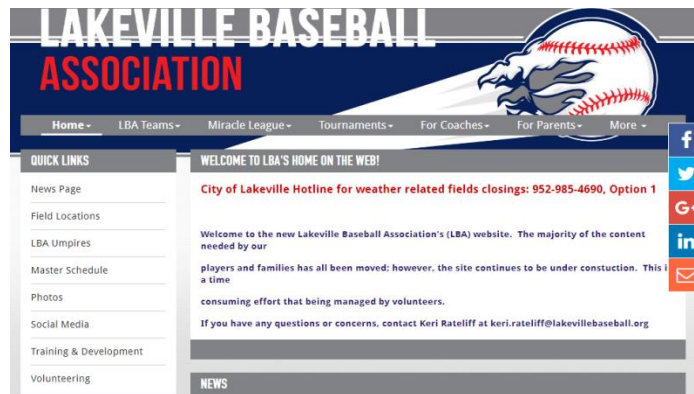 LAKEVILLE BASEBALL
ASSOCIATION
Home LBA Teams Miracle League Tournaments For Coaches For Parents More
QUICK LINKS
News Page
Field Locations
LBA Umpires
Master Schedule
Photos
Social Media
Training & Development
Volunteering
WELCOME TO LBA'S HOME ON THE WEB!
City of Lakeville Hotline for weather related fields closings: 952-985-4690, Option 1
Welcome to the new Lakeville Baseball Association's (LBA) website. The majority of the content
needed by our
players and families has all been moved; however, the site continues to be under constuction. This i
a time
consuming effort that being managed by volunteers.
If you have any questions or concerns, contact Keri Rateliff at keri.rateliff@lakevillebaseball.org
NEWS
f
G+
in